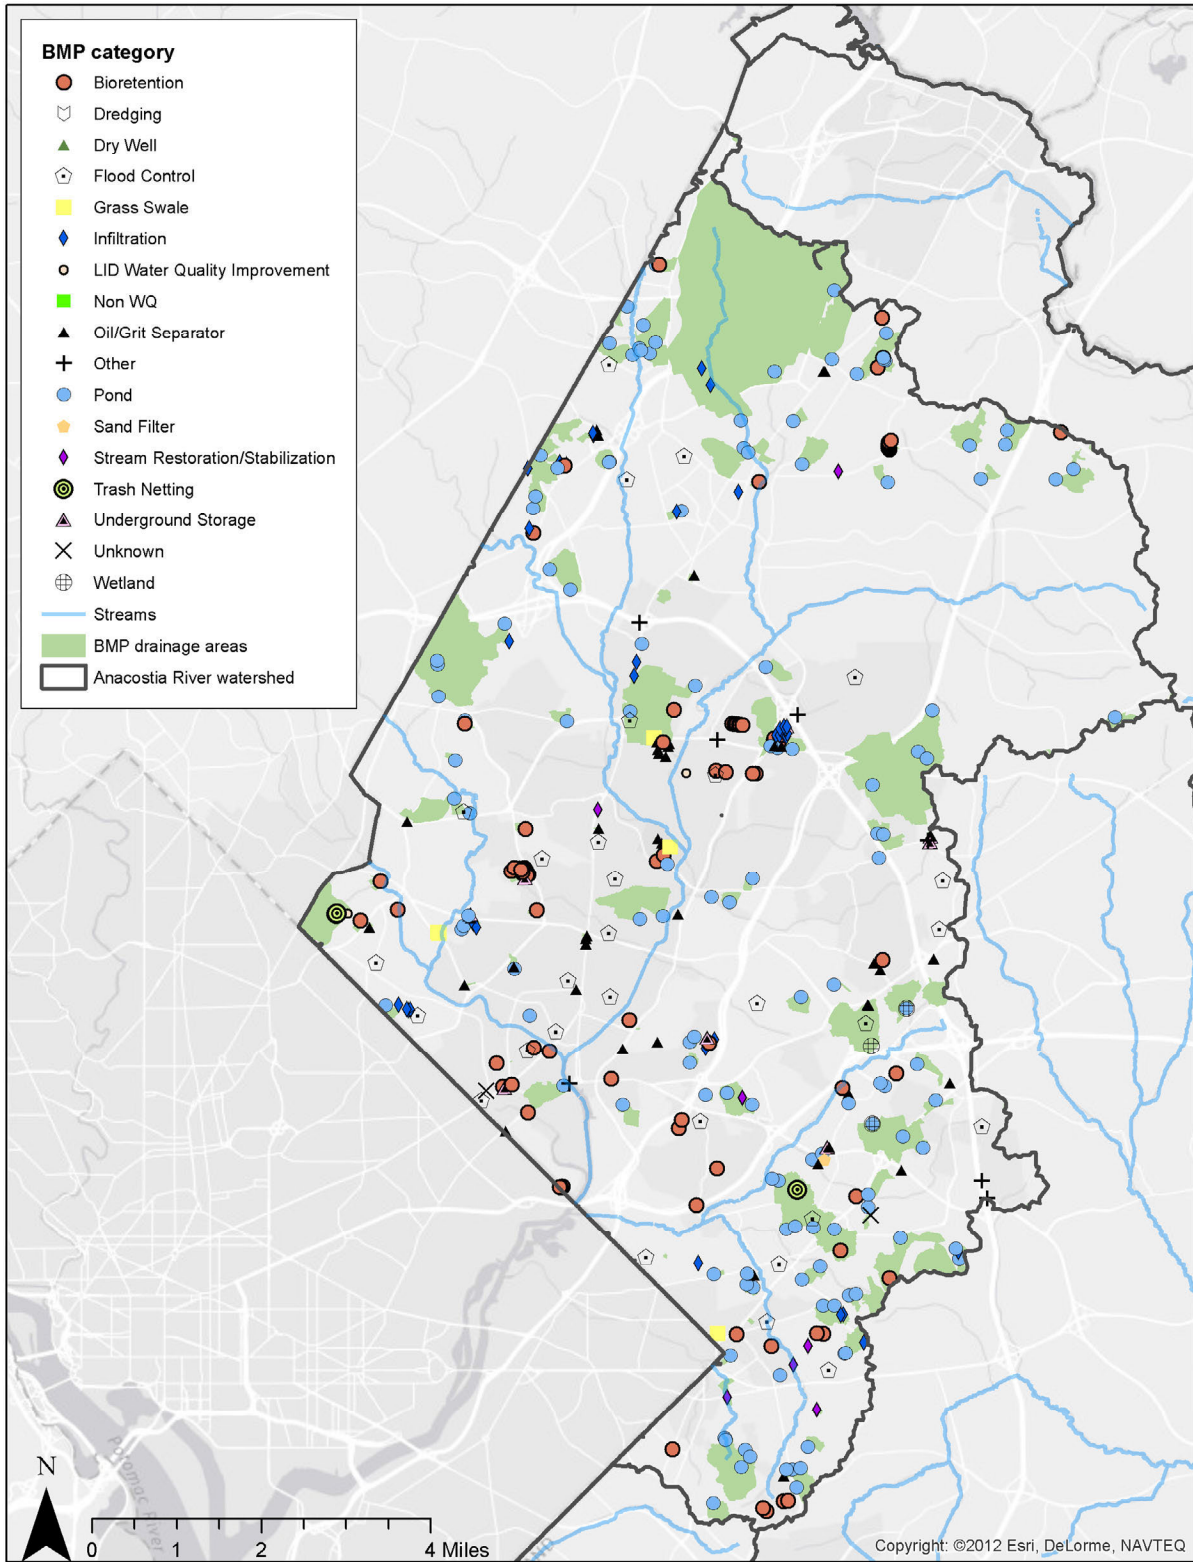 BMP category
Bioretention
Dredging
Dry Well
Flood Control
Grass Swale
Infiltration
LID Water Quality Improvement
Non WQ
Oil/Grit Separator
Other
Pond
Sand Filter
Stream Restoration/Stabilization
Trash Netting
Underground Storage
Unknown
Wetland
Streams
BMP drainage areas
Anacostia River watershed
Potomac River
N
0 1 2 4 Miles
Copyright: ©2012 Esri, DeLorme, NAVTEQ